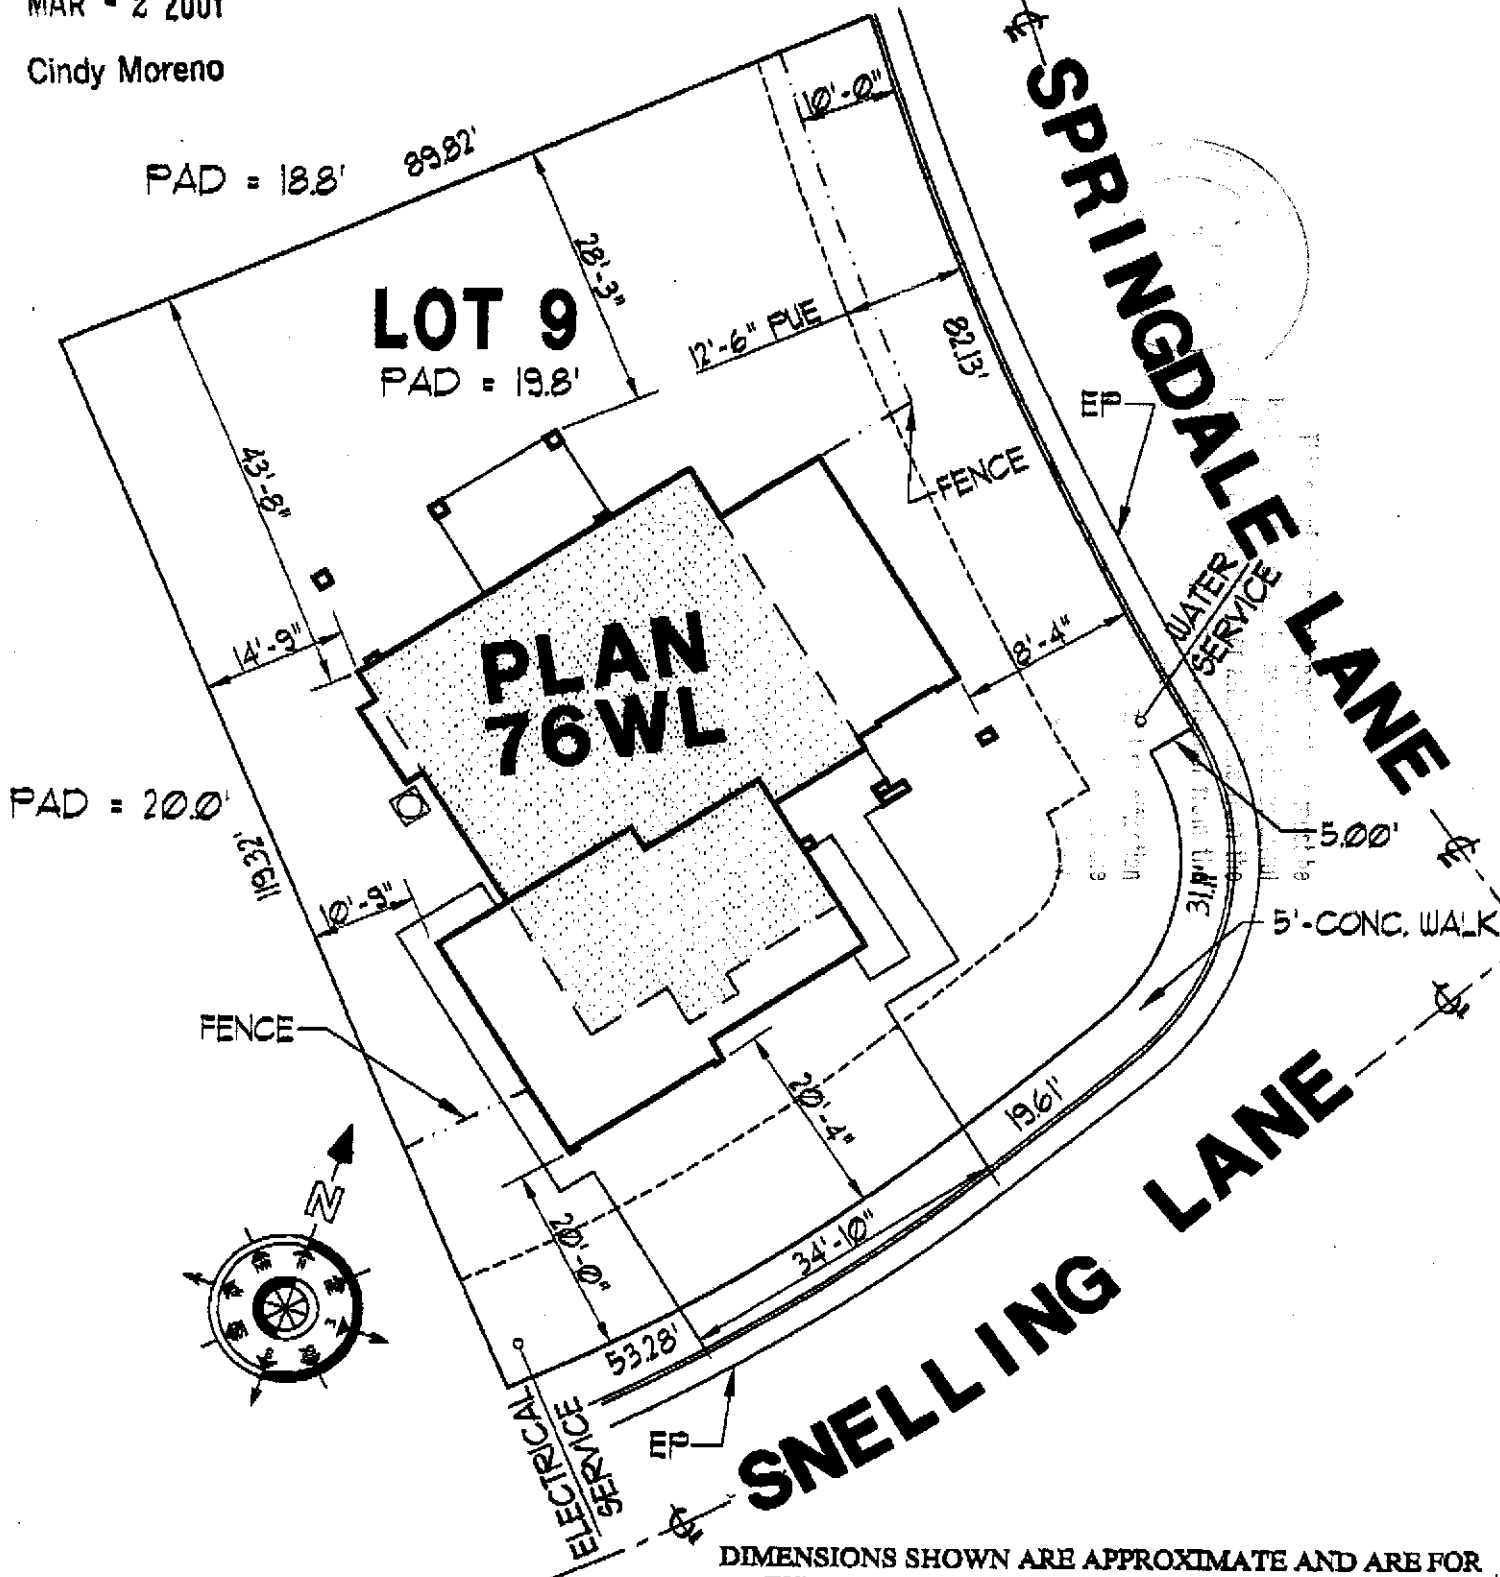 MAR - 2 2001
Cindy Moreno
PAD = 18.8'
89.82'
10'-0"
SPRINGDALE LANE
28'-3"
LOT 9
PAD = 19.8'
12'-6" PUE
82.13'
EP
43'-8"
FENCE
WATER
SERVICE
14'-9"
PLAN
76WL
8'-4"
PAD = 20.0'
119.32'
5.00'
10'-9"
5'-CONC. WALK
FENCE
20'-4"
19.61'
N
20'-0"
34'-10"
53.28'
SNELLING LANE
ELECTRICAL
SERVICE
EP
DIMENSIONS SHOWN ARE APPROXIMATE AND ARE FOR